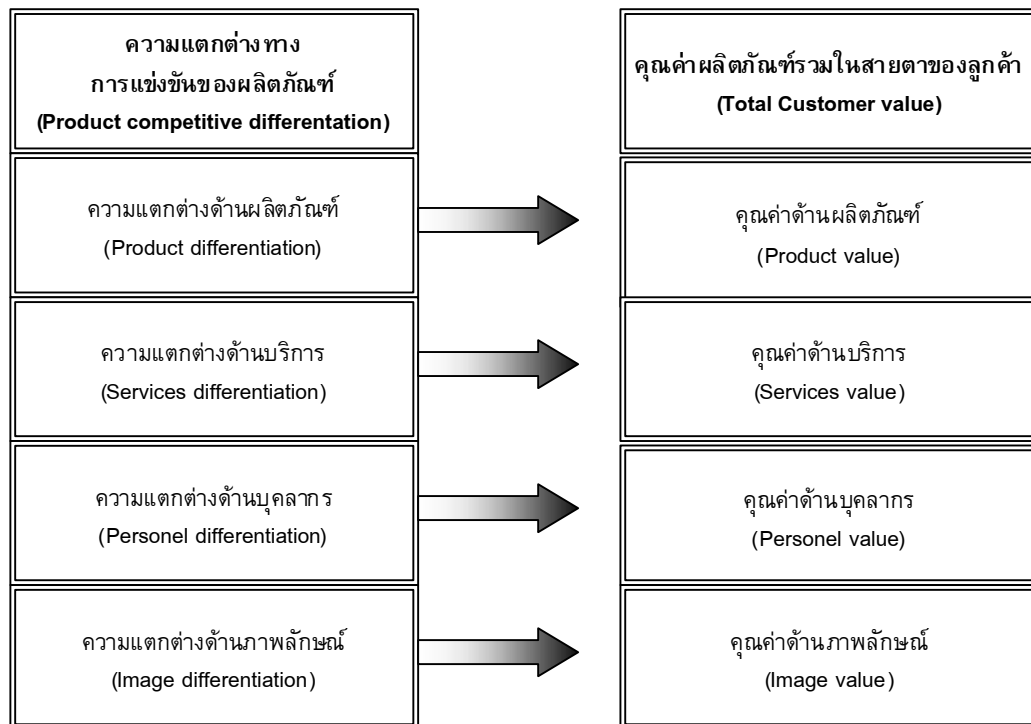 ความแตกต่างทาง
การแข่งขันของผลิตภัณฑ์
(Product competitive differentation)
คุณค่าผลิตภัณฑ์รวมในสายตาของลูกค้า
(Total Customer value)
ความแตกต่างด้านผลิตภัณฑ์
(Product differentiation)
คุณค่าด้านผลิตภัณฑ์
(Product value)
ความแตกต่างด้านบริการ
(Services differentiation)
คุณค่าด้านบริการ
(Services value)
ความแตกต่างด้านบุคลากร
(Personel differentiation)
คุณค่าด้านบุคลากร
(Personel value)
ความแตกต่างด้านภาพลักษณ์
(Image differentiation)
คุณค่าด้านภาพลักษณ์
(Image value)